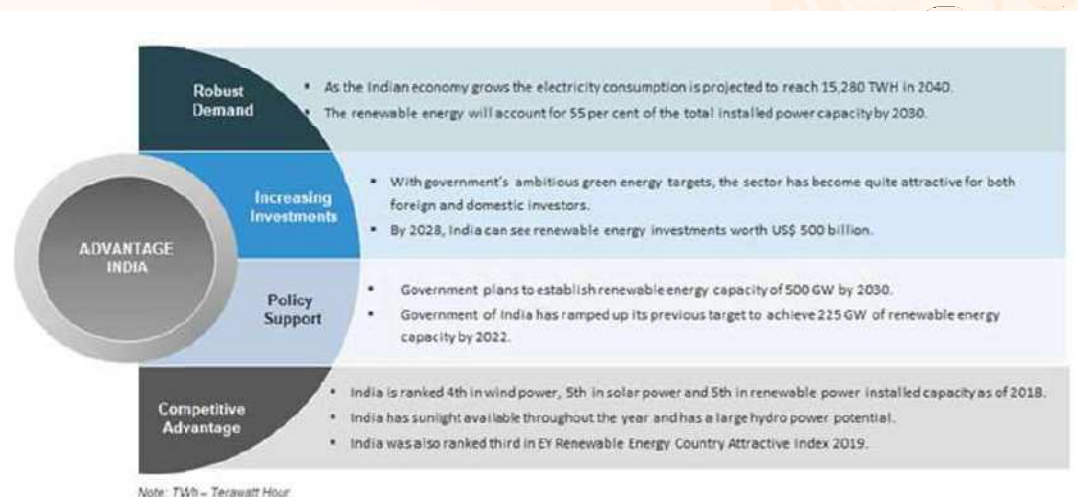 ADVANTAGE
INDIA
Robust
Demand
As the Indian economy grows the electricity consumption is projected to reach 15,280 TWH in 2040.
The renewable energy will account for 55 per cent of the total installed power capacity by 2030.
Increasing
Investments
With government's ambitious green energy targets, the sector has become quite attractive for both
foreign and domestic investors.
By 2028, India can see renewable energy investments worth US$ 500 billion.
Policy
Support
Government plans to establish renewable energy capacity of 500 GW by 2030.
Government of India has ramped up its previous target to achieve 225 GW of renewable energy
capacity by 2022.
Competitive
Advantage
India is ranked 4th in wind power, 5th in solar power and 5th in renewable power installed capacity as of 2018.
India has sunlight available throughout the year and has a large hydro power potential.
India was also ranked third in EY Renewable Energy Country Attractive Index 2019.
Note: TWh – Terawatt Hour